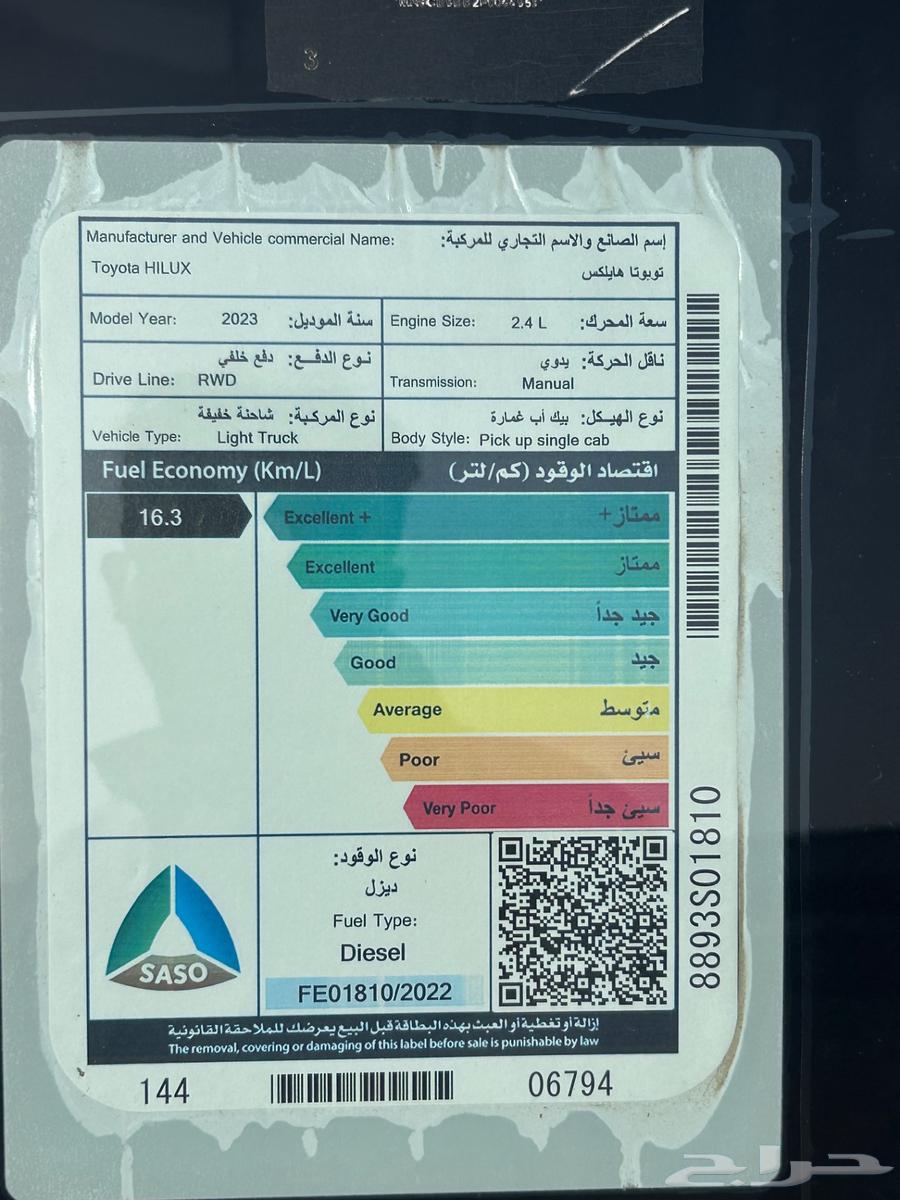 3
Manufacturer and Vehicle commercial Name: إسم الصانع والاسم التجاري للمركبة:
Toyota HILUX تويوتا هايلكس
Model Year: 2023 سنة الموديل:
Engine Size: 2.4 L سعة المحرك:
نوع الدفع: دفع خلفي
Drive Line: RWD
ناقل الحركة: يدوي
Transmission: Manual
نوع المركبة: شاحنة خفيفة
Vehicle Type: Light Truck
نوع الهيكل: بيك أب غمارة
Body Style: Pick up single cab
Fuel Economy (Km/L) اقتصاد الوقود (كم/لتر)
16.3
Excellent + ممتاز+
Excellent ممتاز
Very Good جيد جداً
Good جيد
Average متوسط
Poor سيئ
Very Poor سيئ جداً
نوع الوقود:
ديزل
Fuel Type:
Diesel
FE01810/2022
SASO
إزالة أو تغطية أو العبث بهذه البطاقة قبل البيع يعرضك للملاحقة القانونية
The removal, covering or damaging of this label before sale is punishable by law
144 06794
8893S01810
حراج